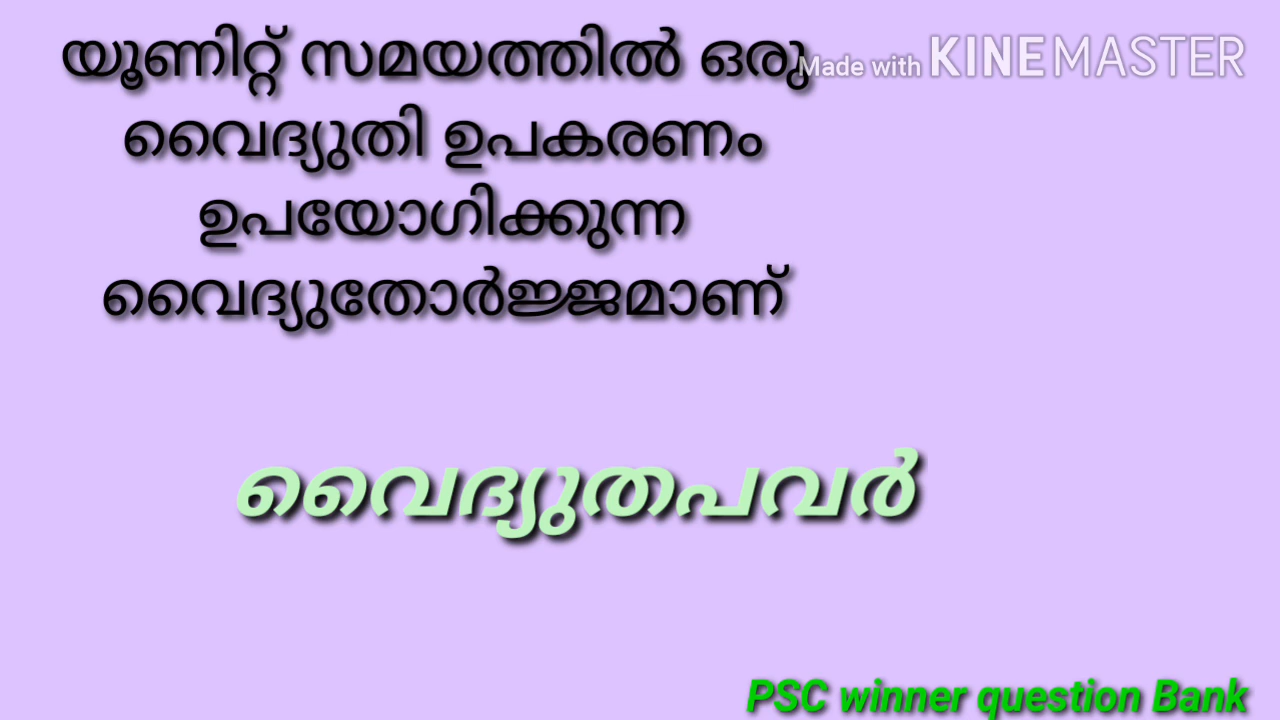 യൂണിറ്റ് സമയത്തിൽ ഒരു
Made with KINEMASTER
വൈദ്യുതി ഉപകരണം
ഉപയോഗിക്കുന്ന
വൈദ്യുതോർജ്ജമാണ്
വൈദ്യുതപവർ
PSC winner question Bank